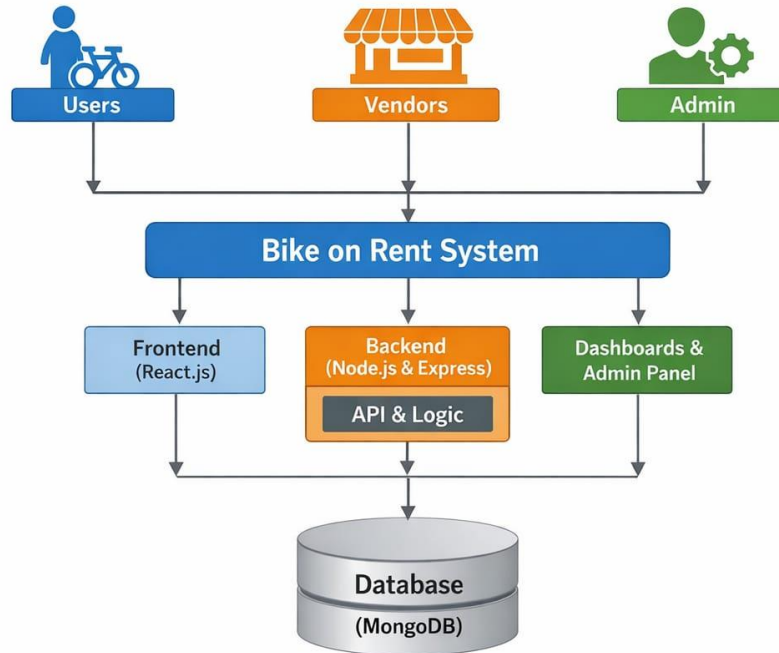 Users
Vendors
Admin
Bike on Rent System
Frontend
(React.js)
Backend
(Node.js & Express)
API & Logic
Dashboards &
Admin Panel
Database
(MongoDB)